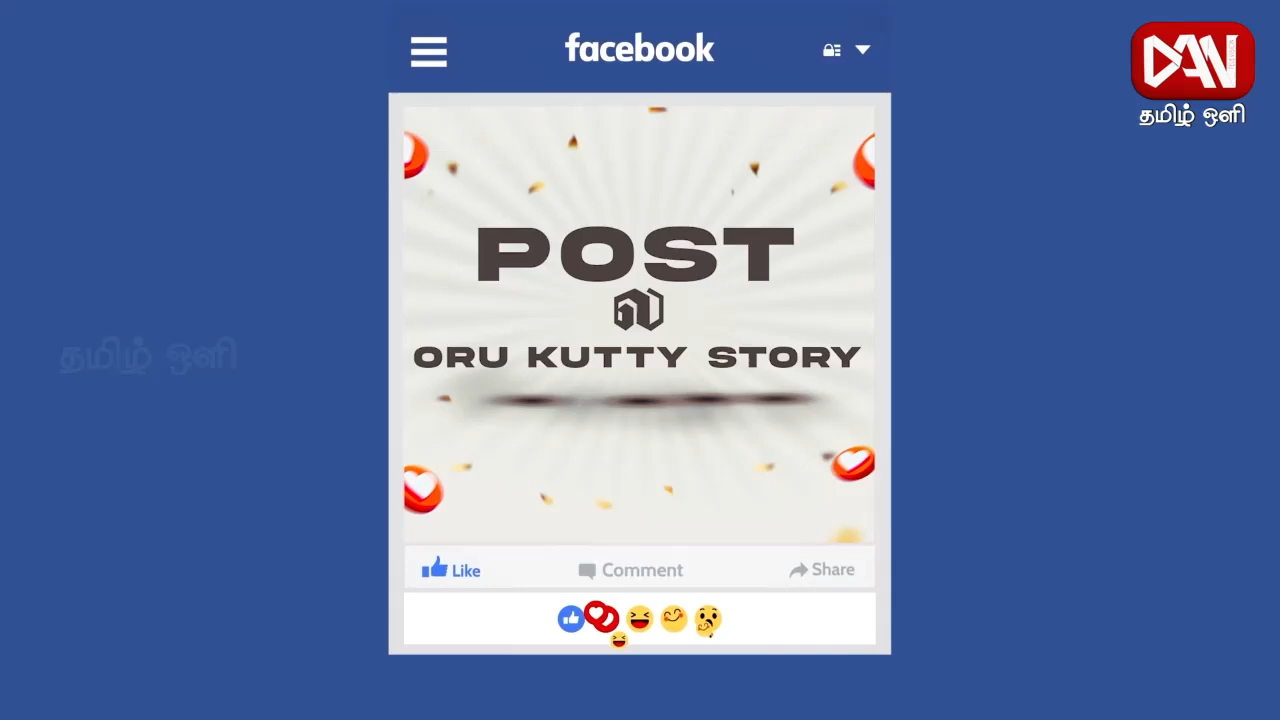 facebook
DAN
தமிழ் ஒளி
POST
ல
ORU KUTTY STORY
தமிழ் ஒளி
Like
Comment
Share